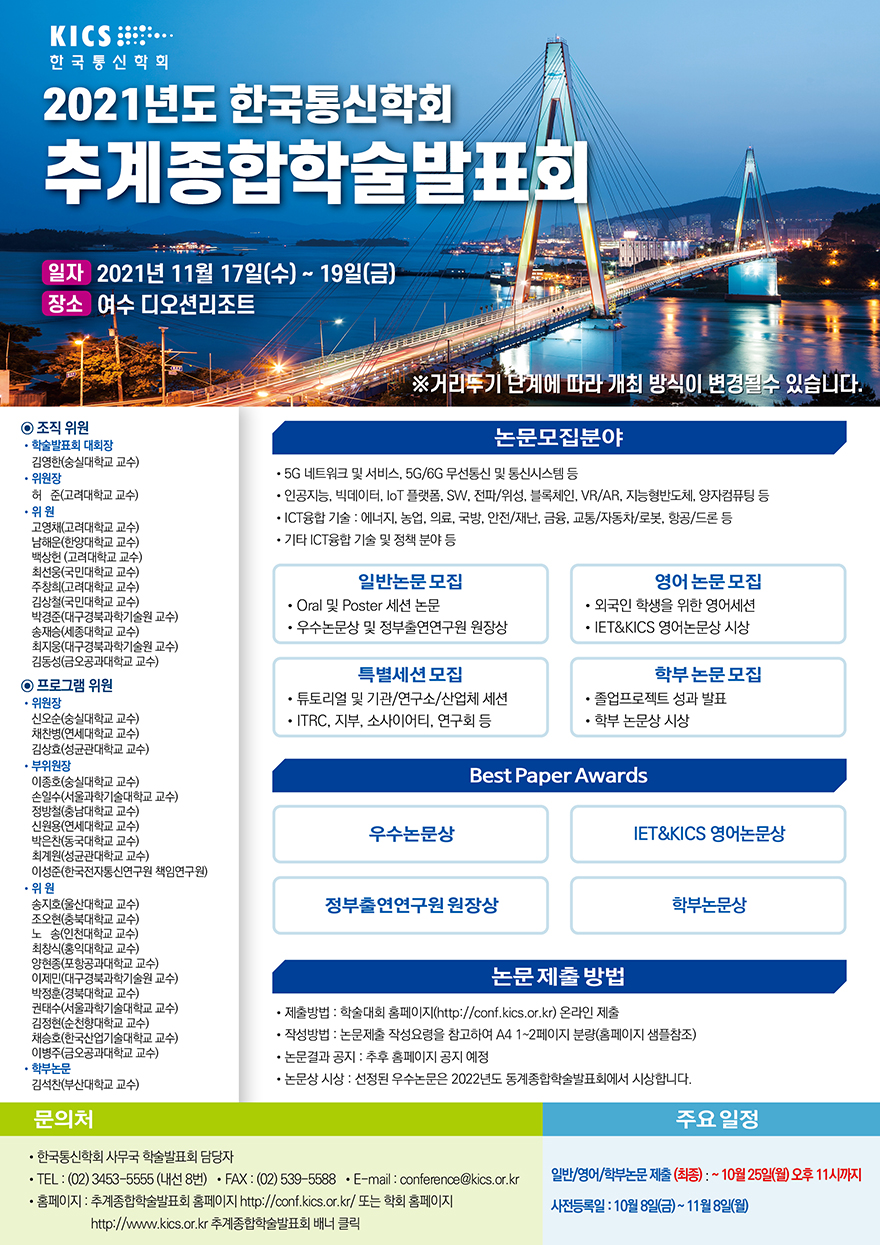 KICS
한국통신학회
2021년도 한국통신학회
추계종합학술발표회
일자 2021년 11월 17일(수) ~ 19일(금)
장소 여수 디오션리조트
※거리두기 단계에 따라 개최 방식이 변경될수 있습니다.
조직 위원
• 학술발표회 대회장
김영한(숭실대학교 교수)
• 위원장
허 준(고려대학교 교수)
• 위 원
고영채(고려대학교 교수)
남해운(한양대학교 교수)
백상헌 (고려대학교 교수)
최선웅(국민대학교 교수)
주창희(고려대학교 교수)
김상철(국민대학교 교수)
박경준(대구경북과학기술원 교수)
송재승(세종대학교 교수)
최지웅(대구경북과학기술원 교수)
김동성(금오공과대학교 교수)
프로그램 위원
• 위원장
신오순(숭실대학교 교수)
채찬병(연세대학교 교수)
김상효(성균관대학교 교수)
• 부위원장
이종호(숭실대학교 교수)
손일수(서울과학기술대학교 교수)
정방철(충남대학교 교수)
신원용(연세대학교 교수)
박은찬(동국대학교 교수)
최계원(성균관대학교 교수)
이성준(한국전자통신연구원 책임연구원)
• 위 원
송지호(울산대학교 교수)
조오현(충북대학교 교수)
노 송(인천대학교 교수)
최창식(홍익대학교 교수)
양현종(포항공과대학교 교수)
이제민(대구경북과학기술원 교수)
박정훈(경북대학교 교수)
권태수(서울과학기술대학교 교수)
김정현(순천향대학교 교수)
채승호(한국산업기술대학교 교수)
이병주(금오공과대학교 교수)
• 학부논문
김석찬(부산대학교 교수)
논문모집분야
• 5G 네트워크 및 서비스, 5G/6G 무선통신 및 통신시스템 등
• 인공지능, 빅데이터, IoT 플랫폼, SW, 전파/위성, 블록체인, VR/AR, 지능형반도체, 양자컴퓨팅 등
• ICT융합 기술 : 에너지, 농업, 의료, 국방, 안전/재난, 금융, 교통/자동차/로봇, 항공/드론 등
• 기타 ICT융합 기술 및 정책 분야 등
일반논문 모집
• Oral 및 Poster 세션 논문
• 우수논문상 및 정부출연연구원 원장상
영어 논문 모집
• 외국인 학생을 위한 영어세션
• IET&KICS 영어논문상 시상
특별세션 모집
• 튜토리얼 및 기관/연구소/산업체 세션
• ITRC, 지부, 소사이어티, 연구회 등
학부 논문 모집
• 졸업프로젝트 성과 발표
• 학부 논문상 시상
Best Paper Awards
우수논문상
IET&KICS 영어논문상
정부출연연구원 원장상
학부논문상
논문 제출 방법
• 제출방법 : 학술대회 홈페이지(http://conf.kics.or.kr) 온라인 제출
• 작성방법 : 논문제출 작성요령을 참고하여 A4 1~2페이지 분량(홈페이지 샘플참조)
• 논문결과 공지 : 추후 홈페이지 공지 예정
• 논문상 시상 : 선정된 우수논문은 2022년도 동계종합학술발표회에서 시상합니다.
문의처
• 한국통신학회 사무국 학술발표회 담당자
• TEL : (02) 3453-5555 (내선 8번) • FAX : (02) 539-5588 • E-mail : conference@kics.or.kr
• 홈페이지 : 추계종합학술발표회 홈페이지 http://conf.kics.or.kr/ 또는 학회 홈페이지
http://www.kics.or.kr 추계종합학술발표회 배너 클릭
주요 일정
일반/영어/학부논문 제출 (최종) : ~ 10월 25일(월) 오후 11시까지
사전등록일 : 10월 8일(금) ~ 11월 8일(월)